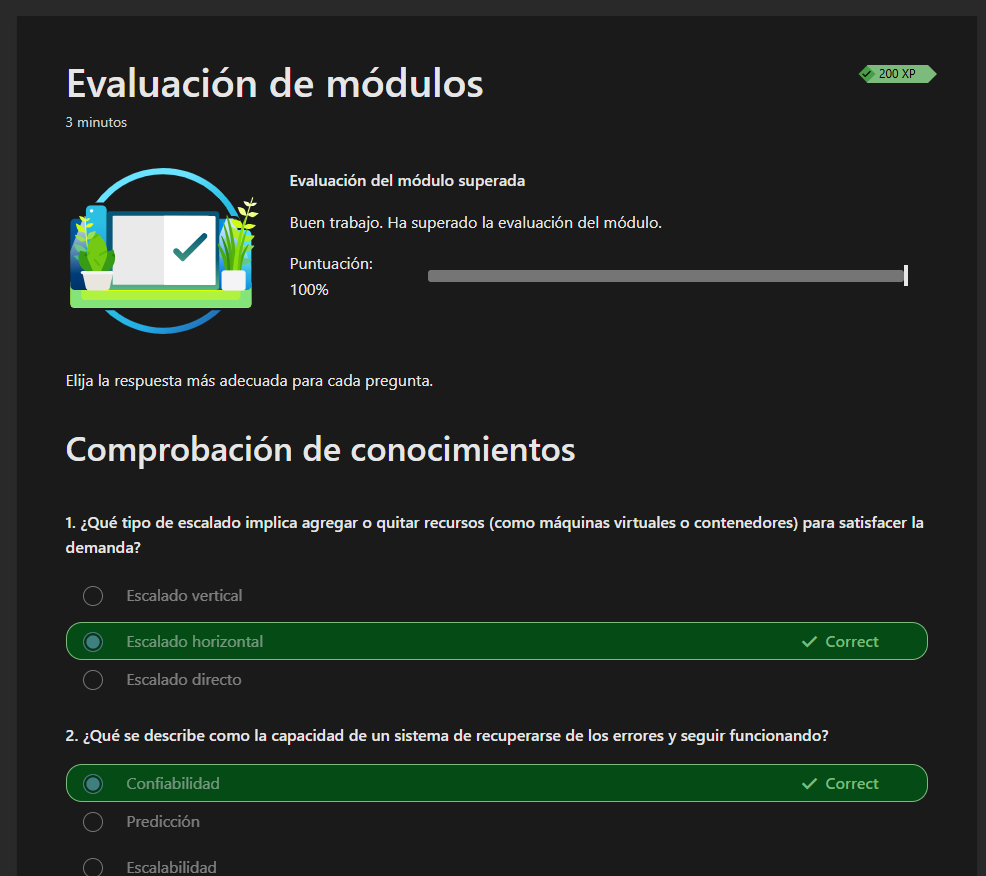 Evaluación de módulos
200 XP
3 minutos
Evaluación del módulo superada
Buen trabajo. Ha superado la evaluación del módulo.
Puntuación:
100%
Elija la respuesta más adecuada para cada pregunta.
Comprobación de conocimientos
1. ¿Qué tipo de escalado implica agregar o quitar recursos (como máquinas virtuales o contenedores) para satisfacer la
demanda?
Escalado vertical
Escalado horizontal
Correct
Escalado directo
2. ¿Qué se describe como la capacidad de un sistema de recuperarse de los errores y seguir funcionando?
Confiabilidad
Correct
Predicción
Escalabilidad